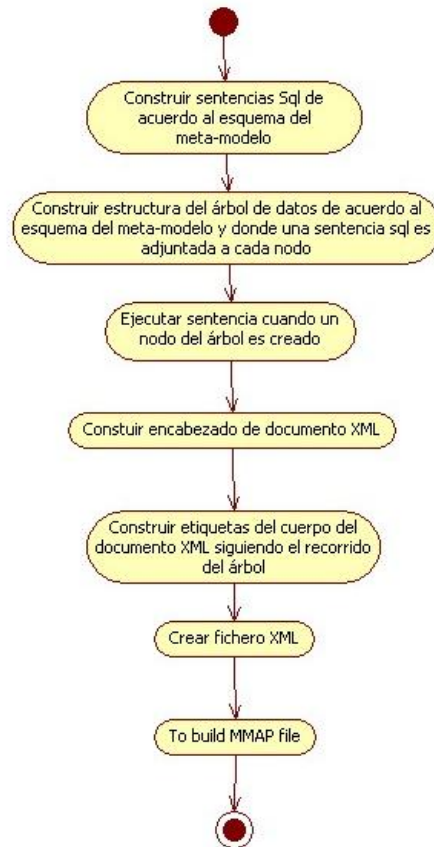 Construir sentencias Sql de
acuerdo al esquema del
meta-modelo
Construir estructura del árbol de datos de acuerdo al
esquema del meta-modelo y donde una sentencia sql es
adjuntada a cada nodo
Ejecutar sentencia cuando un
nodo del árbol es creado
Constuir encabezado de documento XML
Construir etiquetas del cuerpo del
documento XML siguiendo el recorrido
del árbol
Crear fichero XML
To build MMAP file